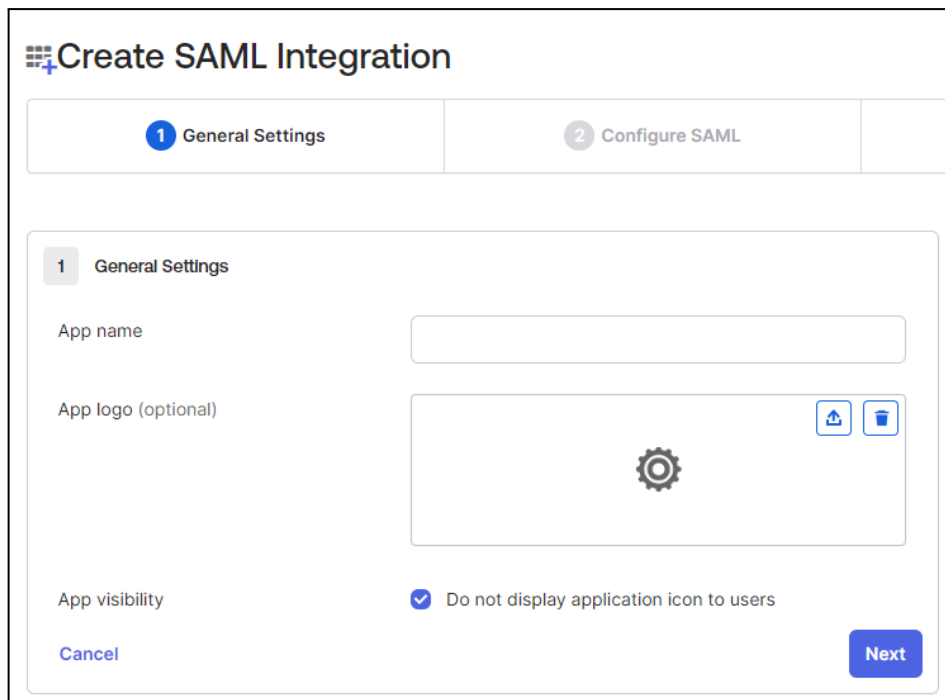 Create SAML Integration
1 General Settings
2 Configure SAML
1 General Settings
App name
App logo (optional)
App visibility
Do not display application icon to users
Cancel
Next